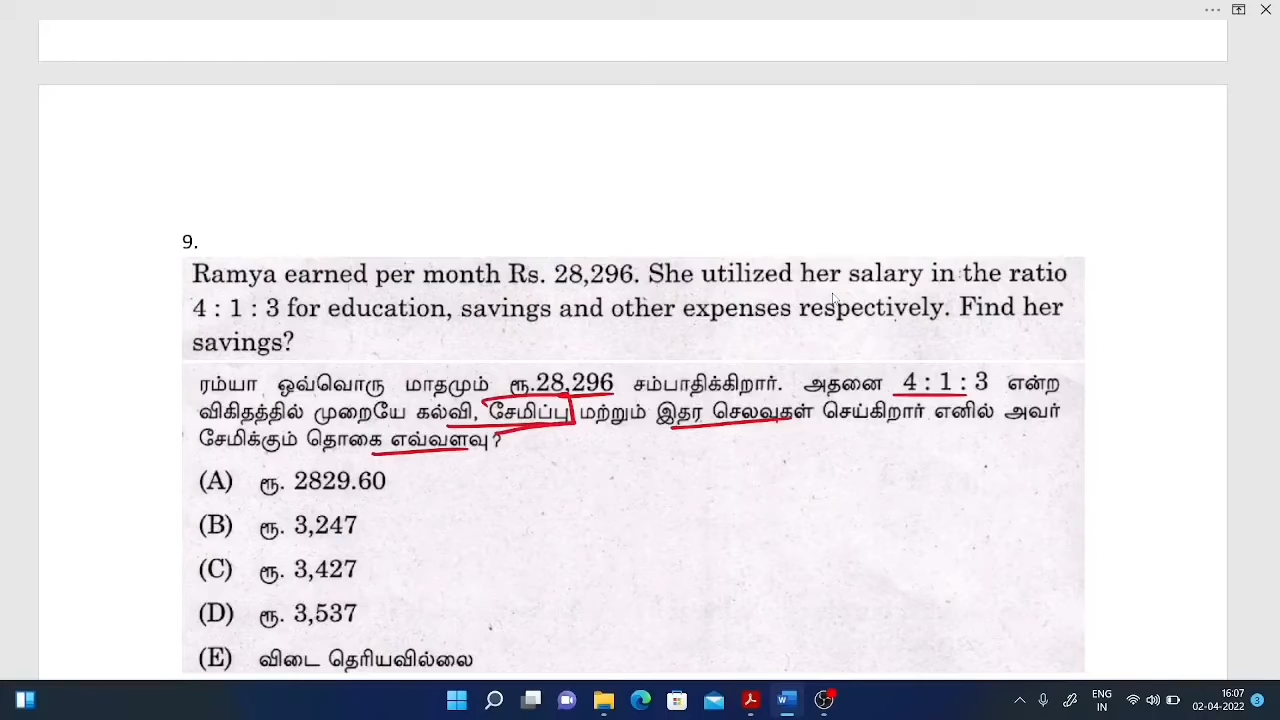 9.
Ramya earned per month Rs. 28,296. She utilized her salary in the ratio
4 : 1 : 3 for education, savings and other expenses respectively. Find her
savings?
ரம்யா ஒவ்வொரு மாதமும் ரூ.28,296 சம்பாதிக்கிறார். அதனை 4 : 1 : 3 என்ற
விகிதத்தில் முறையே கல்வி, சேமிப்பு மற்றும் இதர செலவுகள் செய்கிறார் எனில் அவர்
சேமிக்கும் தொகை எவ்வளவு?
(A) ரூ. 2829.60
(B) ரூ. 3,247
(C) ரூ. 3,427
(D) ரூ. 3,537
(E) விடை தெரியவில்லை
ENG
IN
16:07
02-04-2022
3